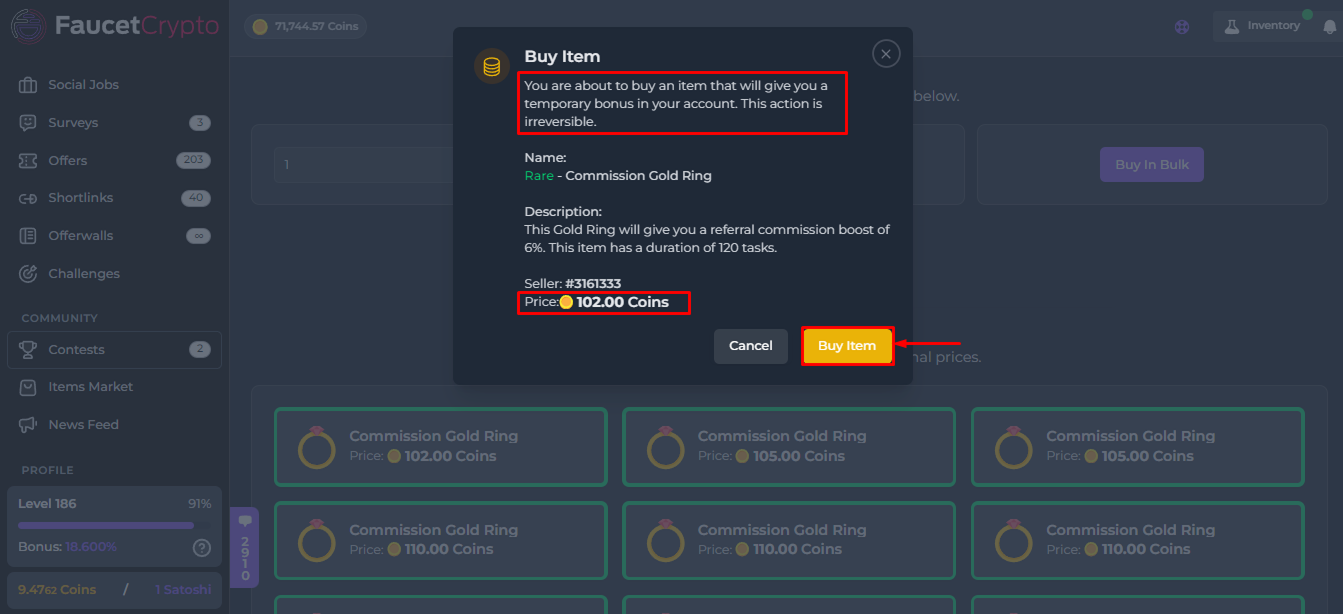 FaucetCrypto
71,744.57 Coins
Inventory
Social Jobs
Surveys 3
Offers 203
Shortlinks 40
Offerwalls ∞
Challenges
COMMUNITY
Contests 2
Items Market
News Feed
PROFILE
Level 186 91%
Bonus: 18.600%
9.4762 Coins / 1 Satoshi
2910
below.
1
Buy In Bulk
Buy Item
You are about to buy an item that will give you a
temporary bonus in your account. This action is
irreversible.
Name:
Rare - Commission Gold Ring
Description:
This Gold Ring will give you a referral commission boost of
6%. This item has a duration of 120 tasks.
Seller: #3161333
Price: 102.00 Coins
Cancel
Buy Item
prices.
Commission Gold Ring
Price: 102.00 Coins
Commission Gold Ring
Price: 105.00 Coins
Commission Gold Ring
Price: 105.00 Coins
Commission Gold Ring
Price: 110.00 Coins
Commission Gold Ring
Price: 110.00 Coins
Commission Gold Ring
Price: 110.00 Coins